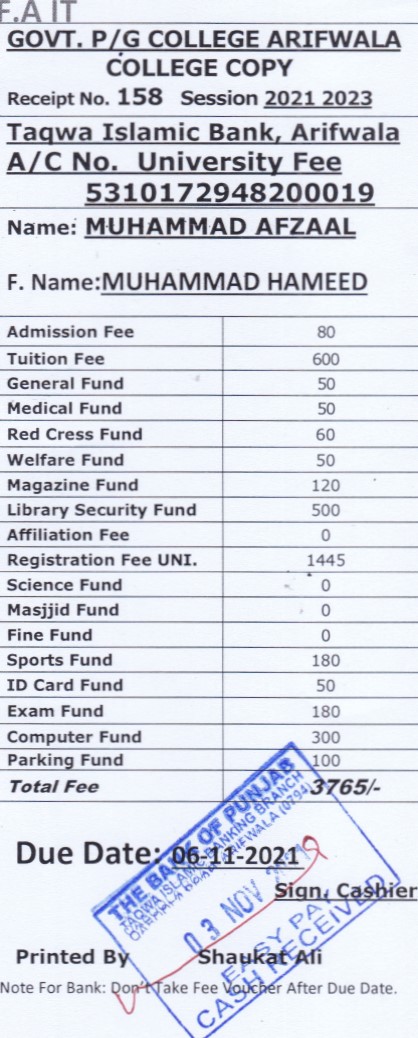 F.A IT
GOVT. P/G COLLEGE ARIFWALA
COLLEGE COPY
Receipt No. 158 Session 2021 2023
Taqwa Islamic Bank, Arifwala
A/C No. University Fee
5310172948200019
Name: MUHAMMAD AFZAAL
F. Name:MUHAMMAD HAMEED
Admission Fee 80
Tuition Fee 600
General Fund 50
Medical Fund 50
Red Cress Fund 60
Welfare Fund 50
Magazine Fund 120
Library Security Fund 500
Affiliation Fee 0
Registration Fee UNI. 1445
Science Fund 0
Masjjid Fund 0
Fine Fund 0
Sports Fund 180
ID Card Fund 50
Exam Fund 180
Computer Fund 300
Parking Fund 100
Total Fee 3765/-
Due Date: 06-11-2021
THE BANK OF PUNJAB
TAQWA ISLAMIC BANKING BRANCH
ARIFWALA (0794)
03 NOV
Sign. Cashier
EASY PAY
CASH RECEIVED
Printed By Shaukat Ali
Note For Bank: Don't Take Fee Voucher After Due Date.